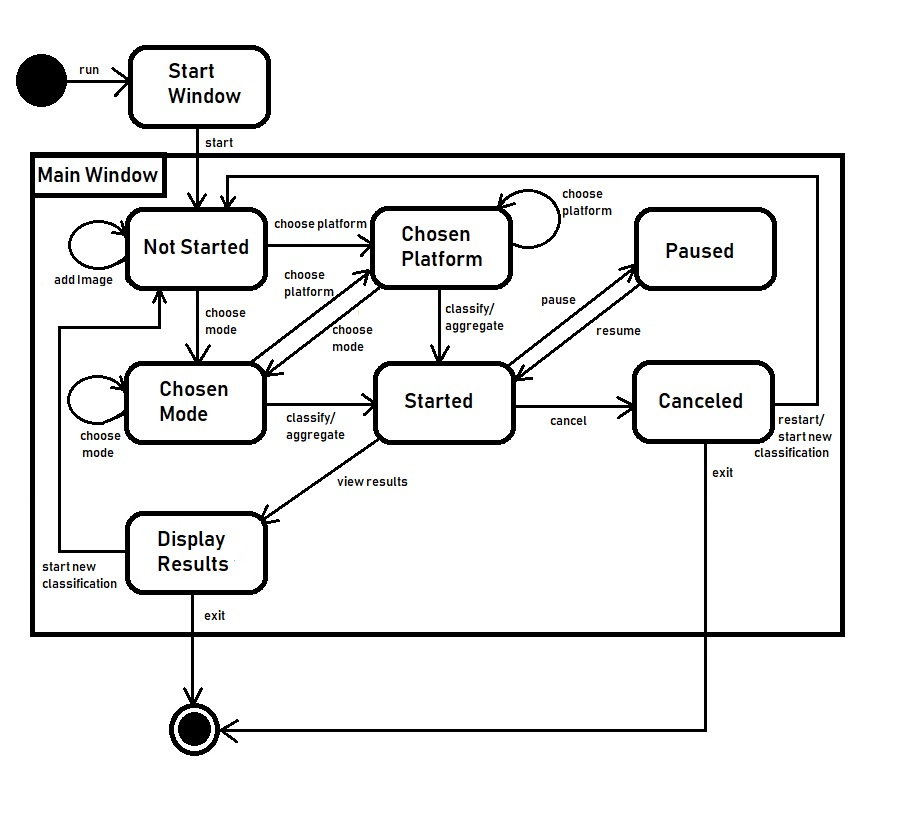 run
Start
Window
start
Main Window
choose
platform
choose platform
Not Started
Chosen
Platform
Paused
add Image
choose
platform
pause
choose
mode
choose
mode
classify/
aggregate
resume
Chosen
Mode
Started
Canceled
choose
mode
classify/
aggregate
cancel
restart/
start new
classification
view results
exit
Display
Results
start new
classification
exit